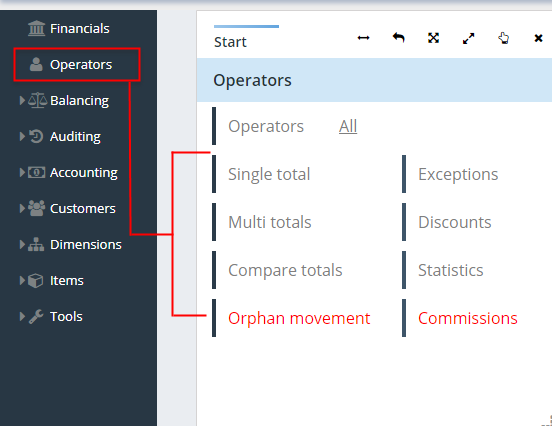 Financials
Operators
Balancing
Auditing
Accounting
Customers
Dimensions
Items
Tools
Start
Operators
Operators All
Single total Exceptions
Multi totals Discounts
Compare totals Statistics
Orphan movement Commissions